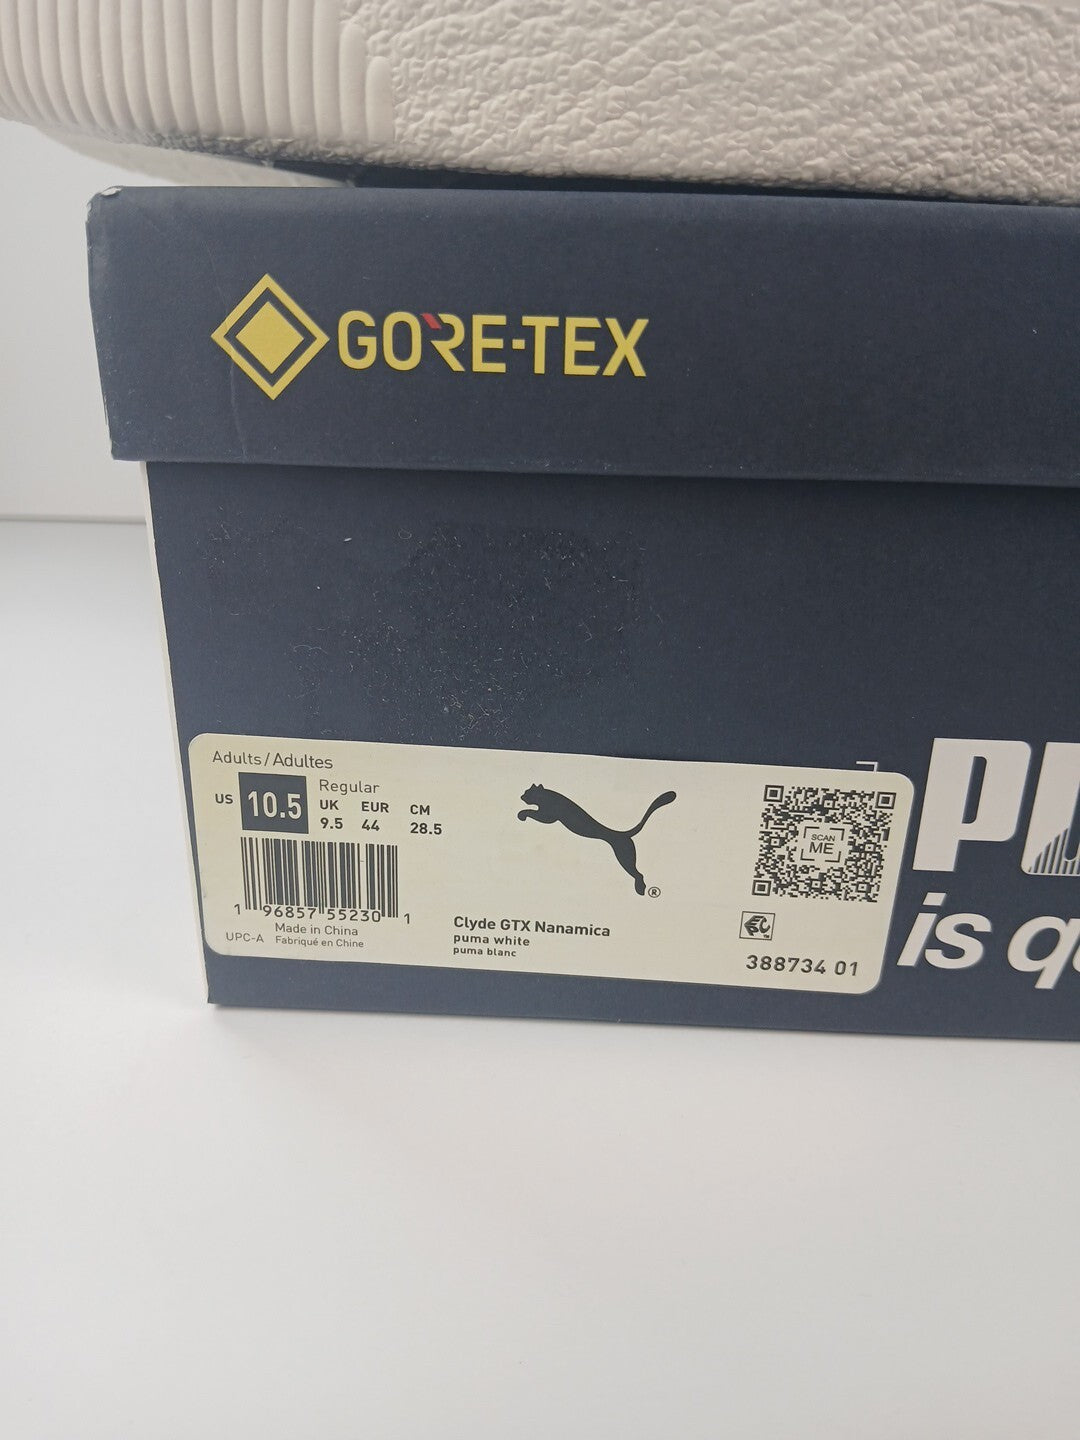 GORE-TEX
Adults/Adultes
US 10.5
Regular
UK EUR CM
9.5 44 28.5
1 96857 55230 1
Made in China
UPC-A Fabriqué en Chine
®
Clyde GTX Nanamica
puma white
puma blanc
SCAN
ME
388734 01
PU
is qu